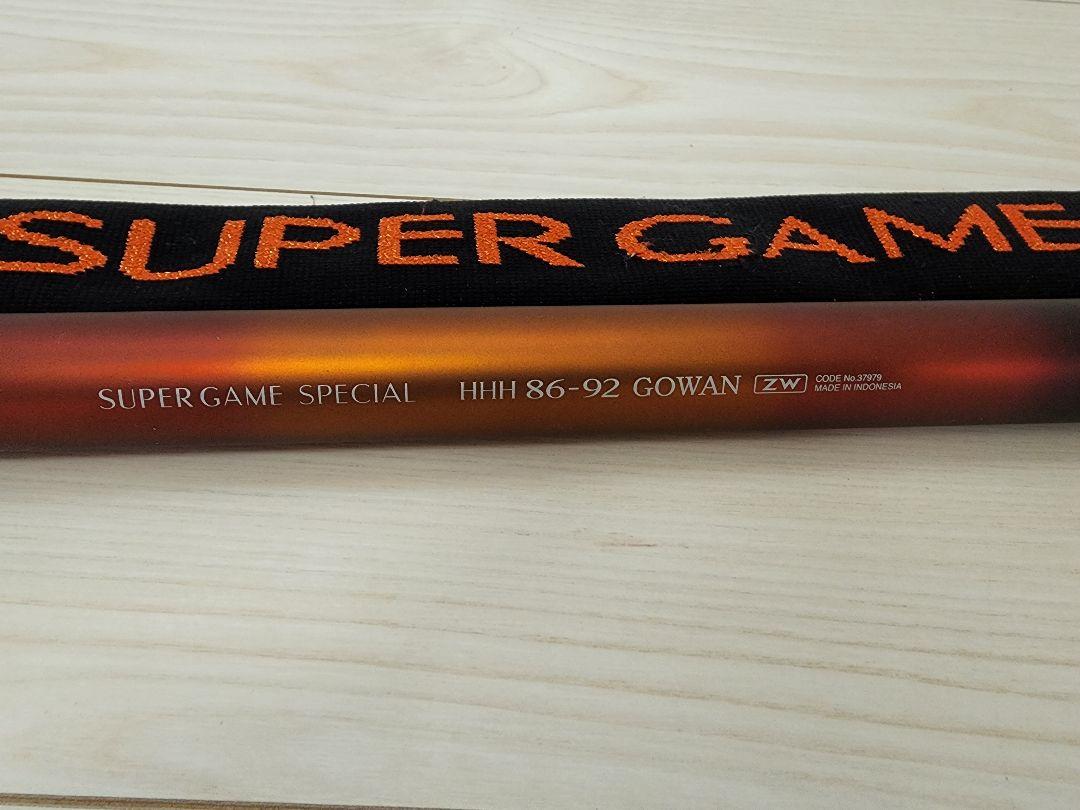 SUPER GAME
SUPER GAME SPECIAL HHH 86-92 GOWAN ZW CODE No.37979
MADE IN INDONESIA